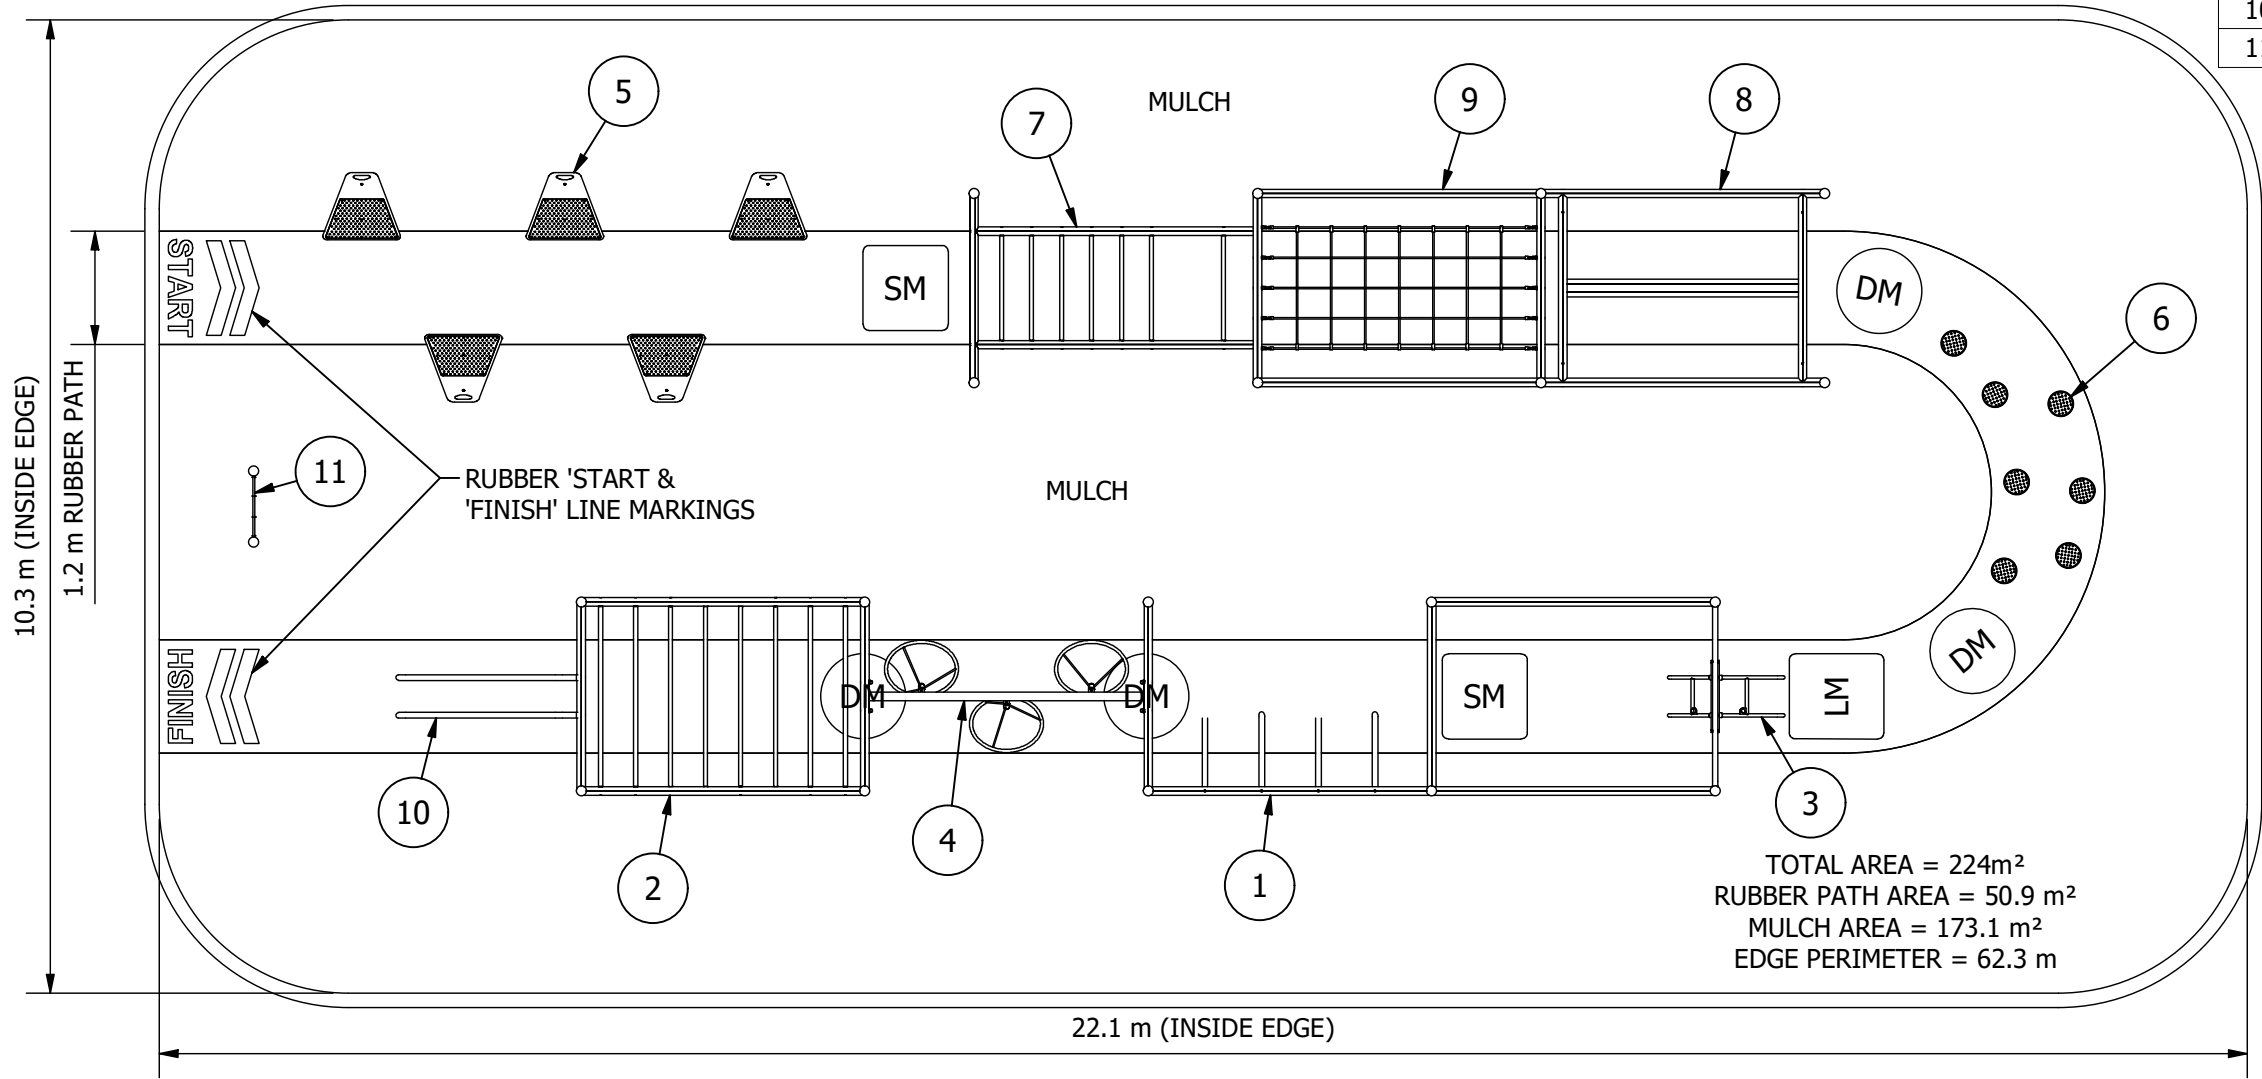 10
11
5
7
MULCH
9
8
START
SM
DM
6
10.3 m (INSIDE EDGE)
1.2 m RUBBER PATH
11
RUBBER 'START &
'FINISH' LINE MARKINGS
MULCH
FINISH
DM
DM
SM
LM
DM
10
2
4
1
3
TOTAL AREA = 224m²
RUBBER PATH AREA = 50.9 m²
MULCH AREA = 173.1 m²
EDGE PERIMETER = 62.3 m
22.1 m (INSIDE EDGE)